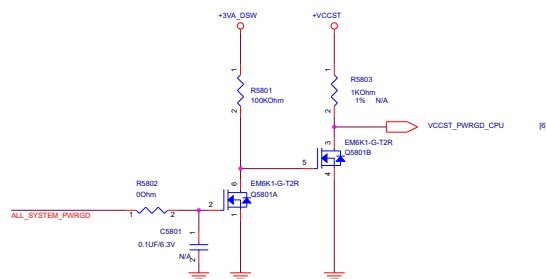 +3VA_DSW +VCCST
1
R5801
100KOhm
2
1
R5803
1KOhm
1% N/A
2
VCCST_PWRGD_CPU [6]
3
EM6K1-G-T2R
Q5801B
5
4
6
EM6K1-G-T2R
Q5801A
2
1
R5802
0Ohm
ALL_SYSTEM_PWRGD
1 2
C5801
1
0.1UF/6.3V
N/A
2